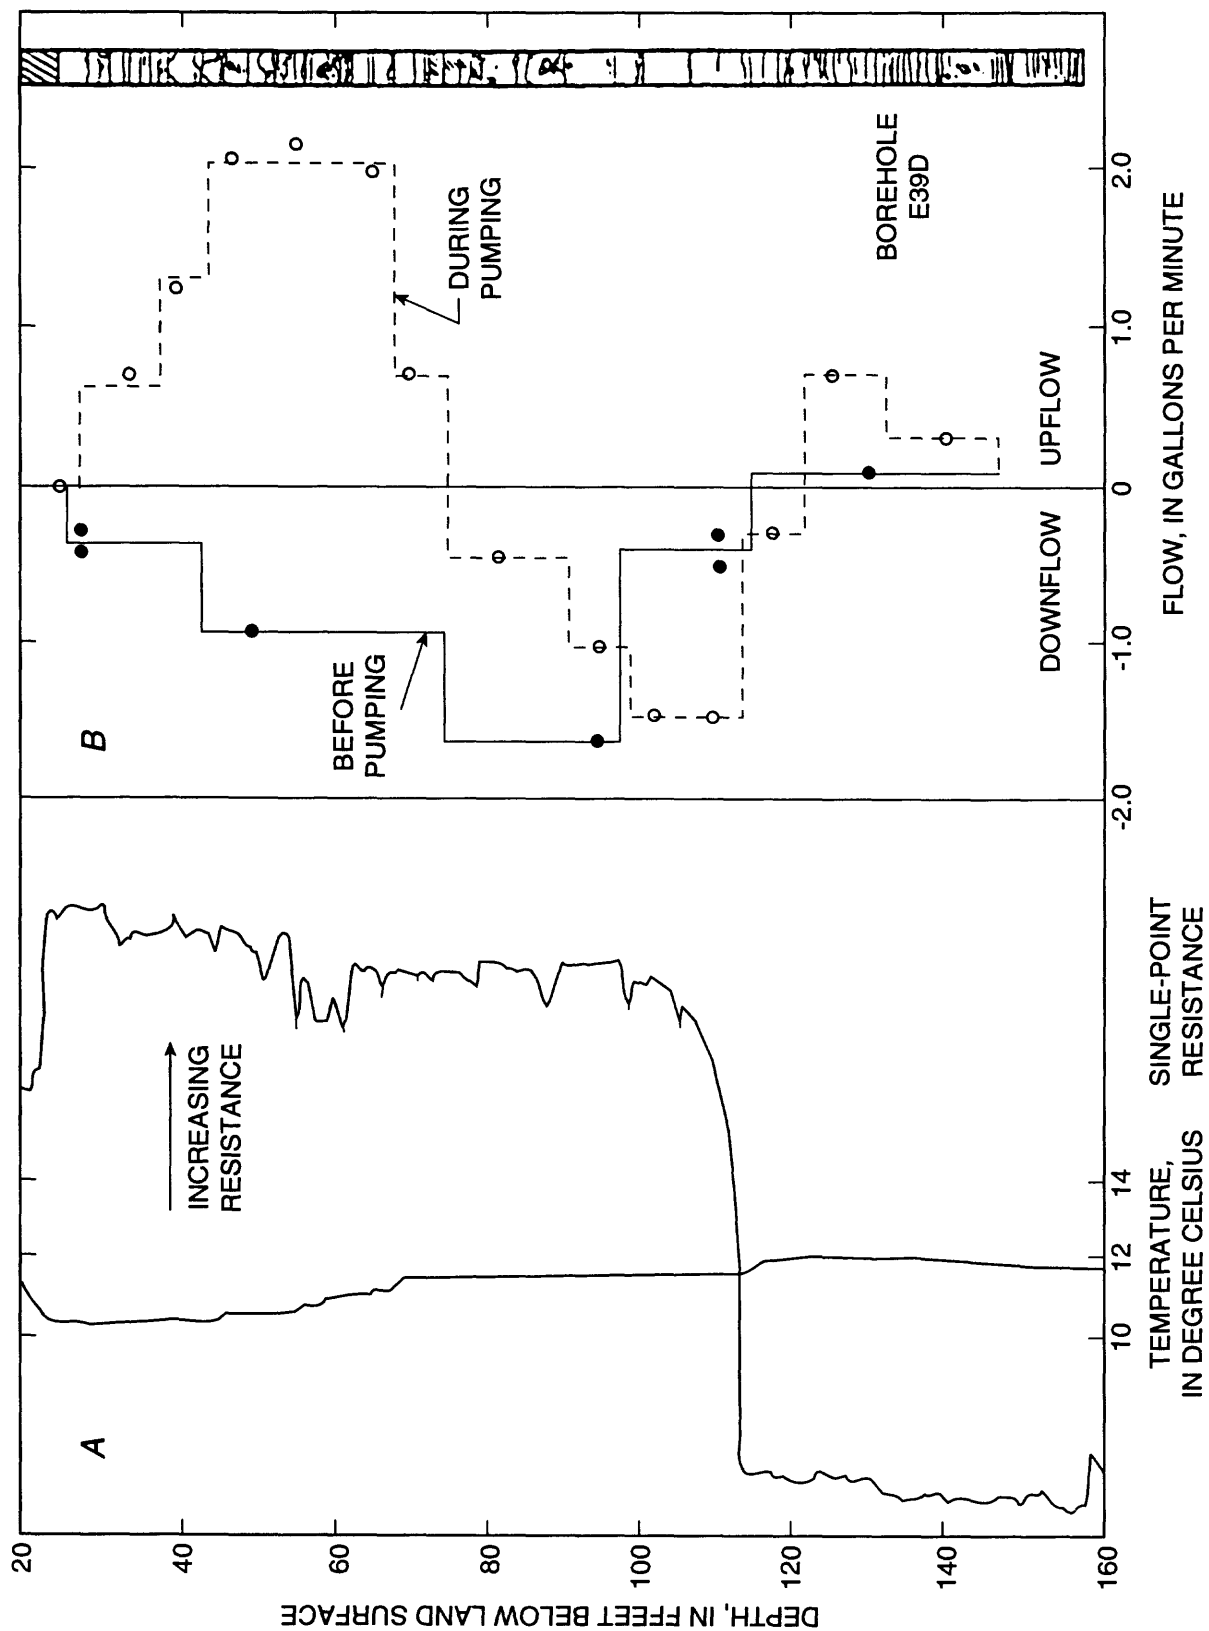 DEPTH, IN FFEET BELOW LAND SURFACE
20
40
60
80
100
120
140
160
A
INCREASING
RESISTANCE
10
12
14
TEMPERATURE,
IN DEGREE CELSIUS
SINGLE-POINT
RESISTANCE
B
BEFORE
PUMPING
DURING
PUMPING
BOREHOLE
E39D
DOWNFLOW
UPFLOW
-2.0
-1.0
0
1.0
2.0
FLOW, IN GALLONS PER MINUTE